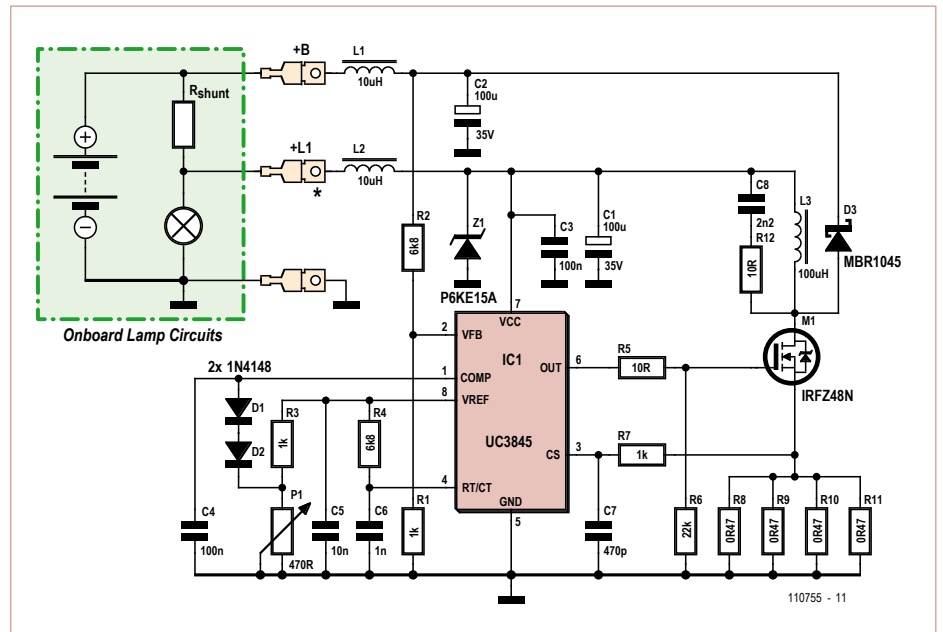 +B
L1
10uH
Rshunt
C2
100u
35V
+L1
*
L2
10uH
R2
6k8
Z1
P6KE15A
C3
100n
C1
100u
35V
C8
2n2
R12
10R
L3
100uH
D3
MBR1045
Onboard Lamp Circuits
2x 1N4148
D1
D2
R3
1k
R4
6k8
2
VFB
7
VCC
IC1
1
COMP
OUT
6
R5
10R
M1
IRFZ48N
8
VREF
UC3845
CS
3
R7
1k
4
RT/CT
GND
5
P1
470R
C4
100n
C5
10n
C6
1n
R1
1k
C7
470p
R6
22k
R8
0R47
R9
0R47
R10
0R47
R11
0R47
110755 - 11